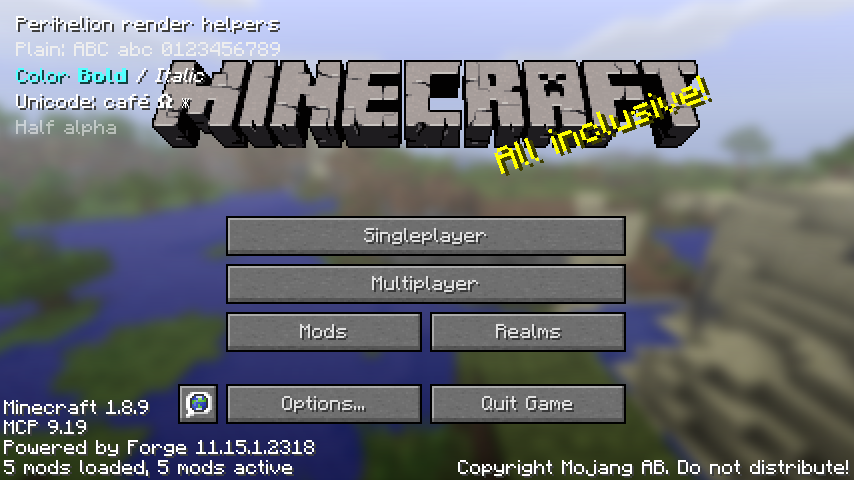 Perihelion render helpers
Plain: ABC abc 0123456789
Color Bold / Italic
Unicode: café Ω
Half alpha
MINECRAFT
All inclusive!
Singleplayer
Multiplayer
Mods
Realms
Options...
Quit Game
Minecraft 1.8.9
MCP 9.19
Powered by Forge 11.15.1.2318
5 mods loaded, 5 mods active
Copyright Mojang AB. Do not distribute!